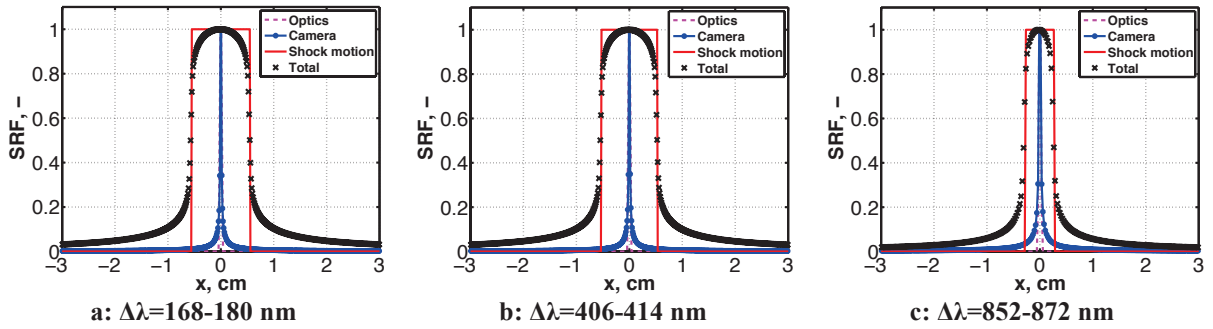 SRF, –
1
0.8
0.6
0.4
0.2
0
−3
−2
−1
0
1
2
3
x, cm
Optics
Camera
Shock motion
Total
a: Δλ=168-180 nm
SRF, –
1
0.8
0.6
0.4
0.2
0
−3
−2
−1
0
1
2
3
x, cm
Optics
Camera
Shock motion
Total
b: Δλ=406-414 nm
SRF, –
1
0.8
0.6
0.4
0.2
0
−3
−2
−1
0
1
2
3
x, cm
Optics
Camera
Shock motion
Total
c: Δλ=852-872 nm